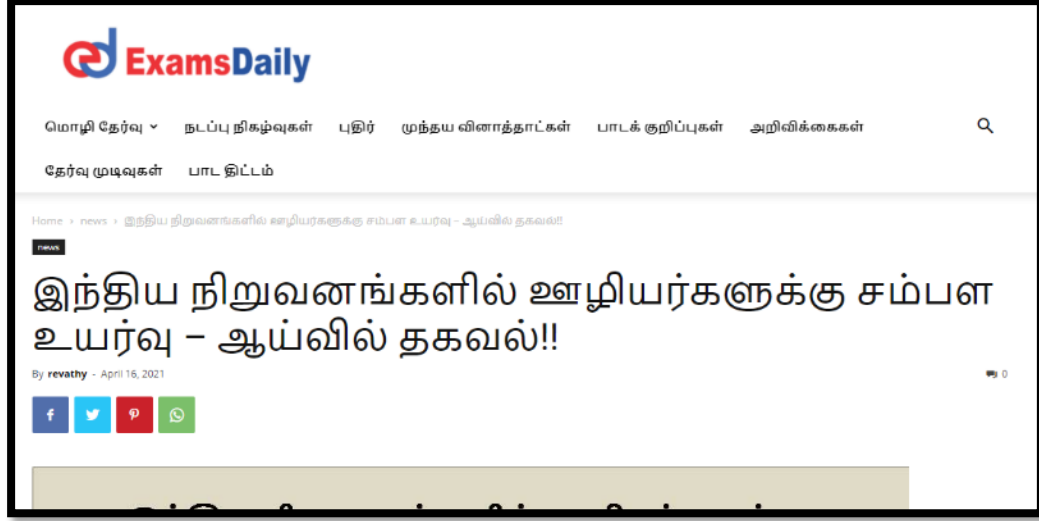 ed ExamsDaily
மொழி தேர்வு நடப்பு நிகழ்வுகள் புதிர் முந்தய வினாத்தாட்கள் பாடக் குறிப்புகள் அறிவிக்கைகள்
தேர்வு முடிவுகள் பாட திட்டம்
Home › news › இந்திய நிறுவனங்களில் ஊழியர்களுக்கு சம்பள உயர்வு – ஆய்வில் தகவல்!!
news
இந்திய நிறுவனங்களில் ஊழியர்களுக்கு சம்பள
உயர்வு – ஆய்வில் தகவல்!!
By revathy - April 16, 2021 0